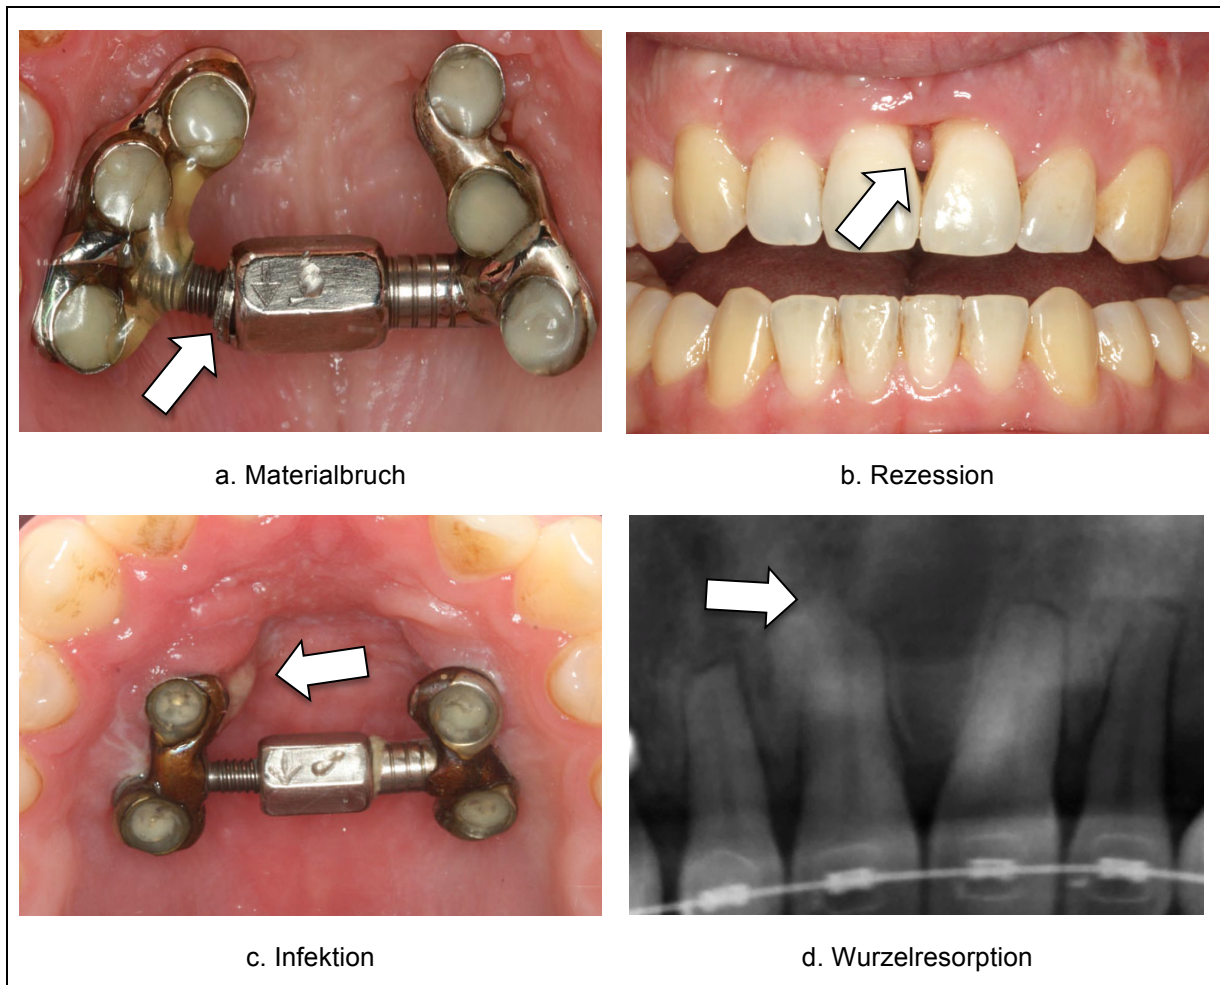 a. Materialbruch
b. Rezession
c. Infektion
d. Wurzelresorption